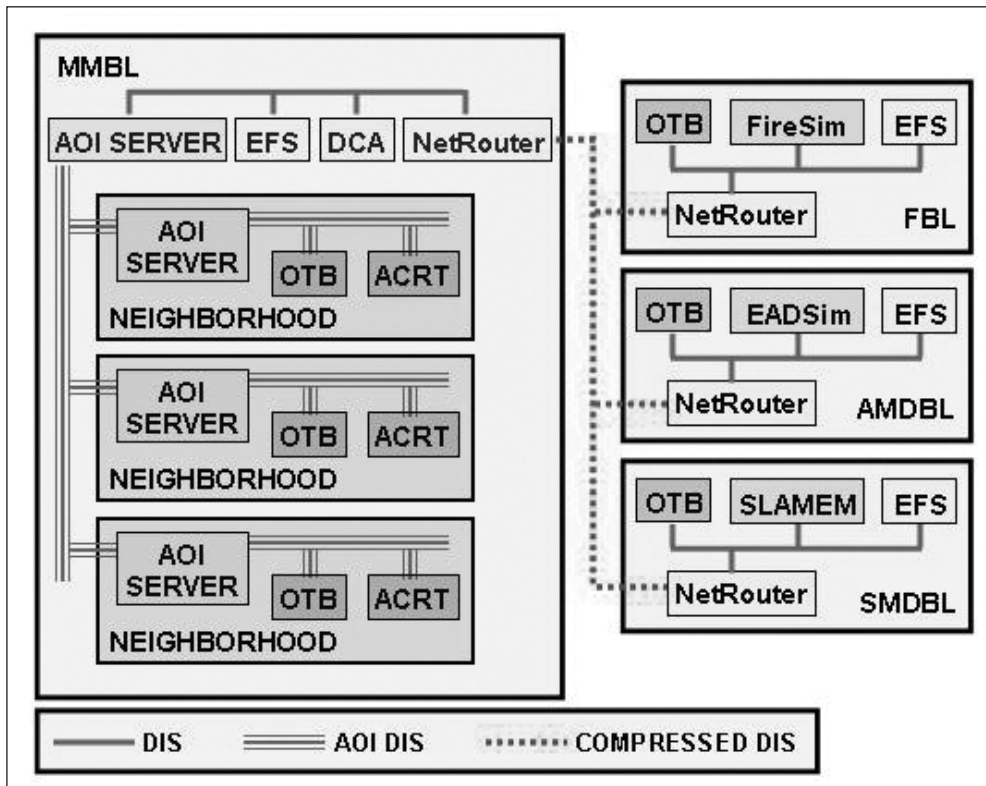 MMBL
AOI SERVER
EFS
DCA
NetRouter
AOI
SERVER
OTB
ACRT
NEIGHBORHOOD
AOI
SERVER
OTB
ACRT
NEIGHBORHOOD
AOI
SERVER
OTB
ACRT
NEIGHBORHOOD
OTB
FireSim
EFS
NetRouter
FBL
OTB
EADSim
EFS
NetRouter
AMDBL
OTB
SLAMEM
EFS
NetRouter
SMDBL
DIS
AOI DIS
COMPRESSED DIS